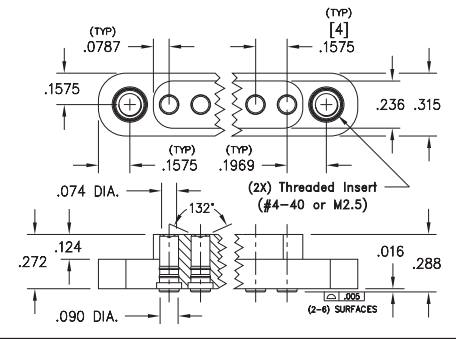 (TYP)
.0787
(TYP)
[4]
.1575
.1575
.236 .315
(TYP)
.1575
(TYP)
.1969
.074 DIA.
132°
(2X) Threaded Insert
(#4-40 or M2.5)
.124
.272
.016
.288
.005
(2-6) SURFACES
.090 DIA.